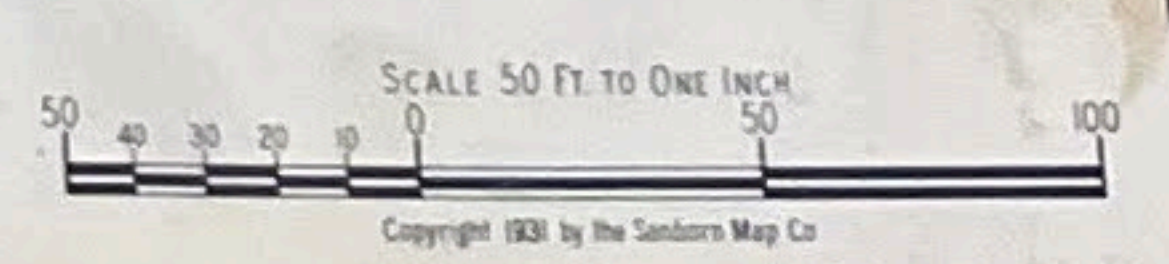 SCALE 50 FT. TO ONE INCH
50 40 30 20 10 0 50 100
Copyright 1931 by the Sanborn Map Co